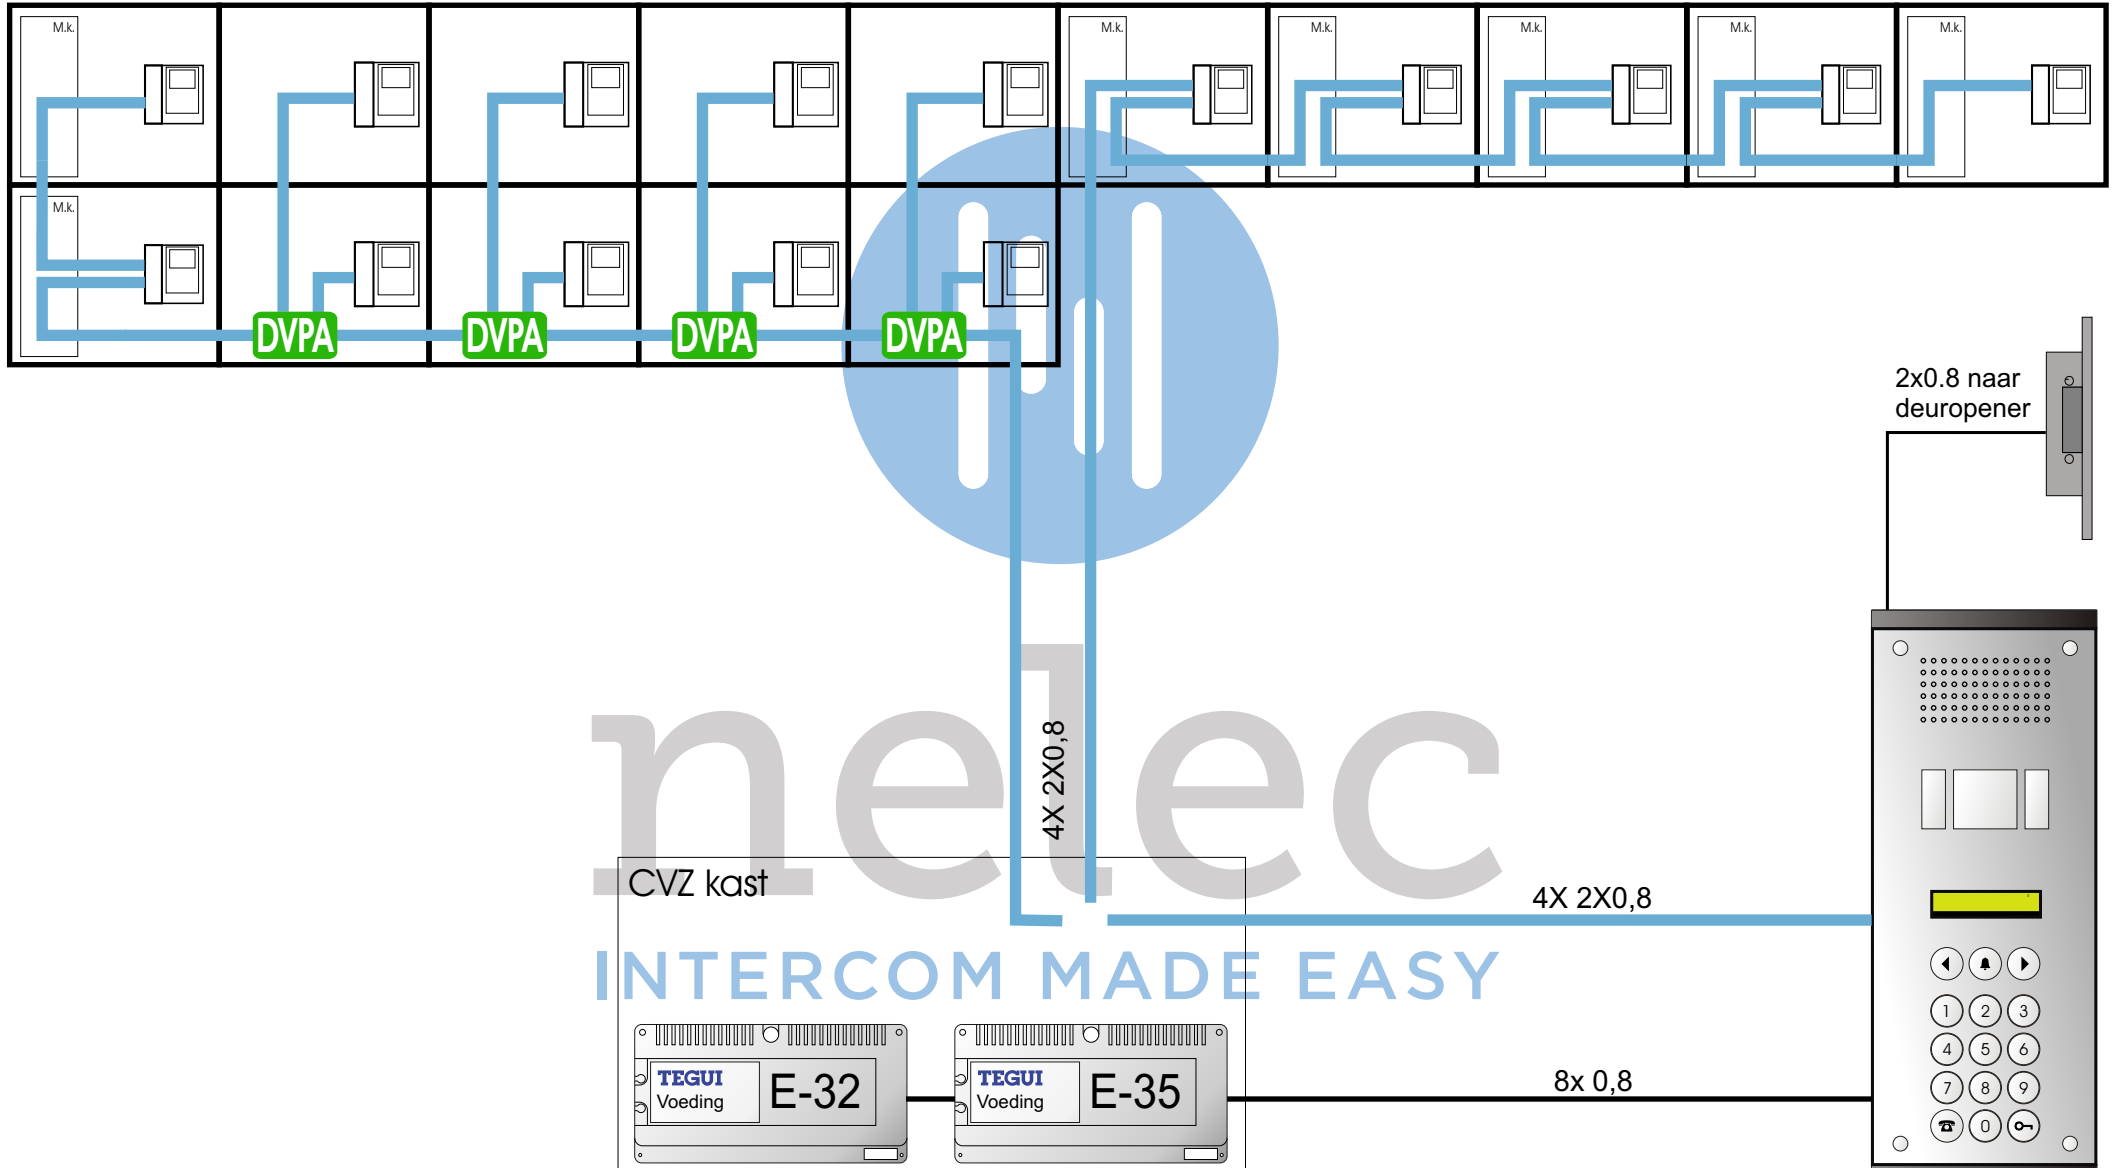 M.k. M.k. M.k. M.k. M.k. M.k.
M.k.
DVPA DVPA DVPA DVPA
2x0.8 naar
deuropener
4X 2X0,8
nelec
CVZ kast
4X 2X0,8
INTERCOM MADE EASY
TEGUI
Voeding
E-32
TEGUI
Voeding
E-35
8x 0,8
1 2 3
4 5 6
7 8 9
0